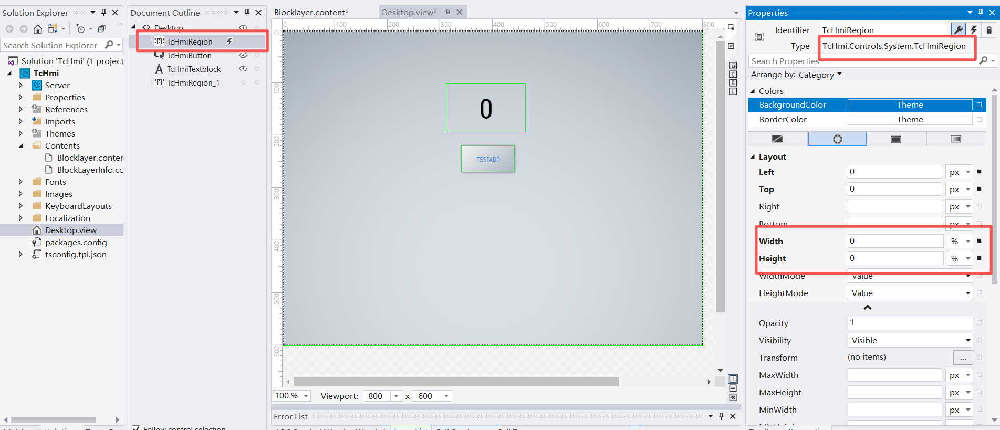 Solution Explorer
Search Solution Explorer
Solution 'TcHmi' (1 project
TcHmi
Server
Properties
References
Imports
Themes
Contents
Blocklayer.conter
BlockLayerInfo.cc
Fonts
Images
KeyboardLayouts
Localization
Desktop.view
packages.config
tsconfig.tpl.json
Document Outline
Desktop
TcHmiRegion
TcHmiButton
TcHmiTextblock
TcHmiRegion_1
Follow control selection
Blocklayer.content*
Desktop.view*
0 100 200 300 400 500 600 700 800
0
100
200
300
400
500
600
0
TESTADD
100 %
Viewport: 800 x 600
Error List
Properties
Identifier TcHmiRegion
Type TcHmi.Controls.System.TcHmiRegion
Search Properties
Arrange by: Category
Colors
BackgroundColor Theme
BorderColor Theme
Layout
Left 0 px
Top 0 px
Right px
Bottom px
Width 0 %
Height 0 %
WidthMode Value
HeightMode Value
Opacity 1
Visibility Visible
Transform (no items) ...
MaxWidth px
MaxHeight px
MinWidth px